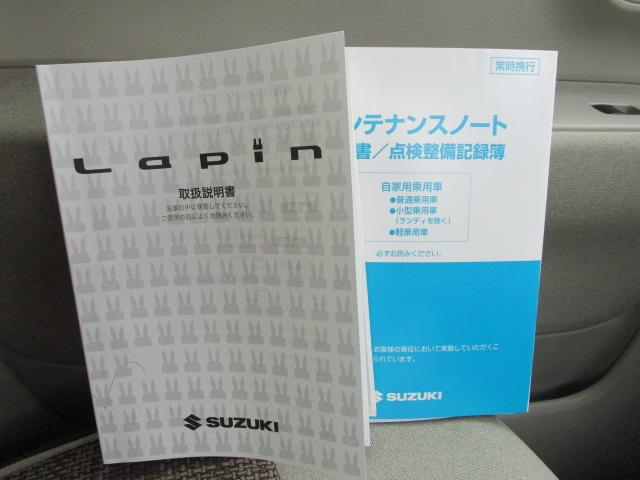 Lapin
取扱説明書
お車の中に保管してください。
ご使用の前によくお読みください。
SUZUKI
常時携行
ンテナンスノート
書／点検整備記録簿
自家用乗用車
●普通乗用車
●小型乗用車
（ランディを除く）
●軽乗用車
必ずお読みください。
お客様の責任において実施していただくこ
られています。
SUZUKI